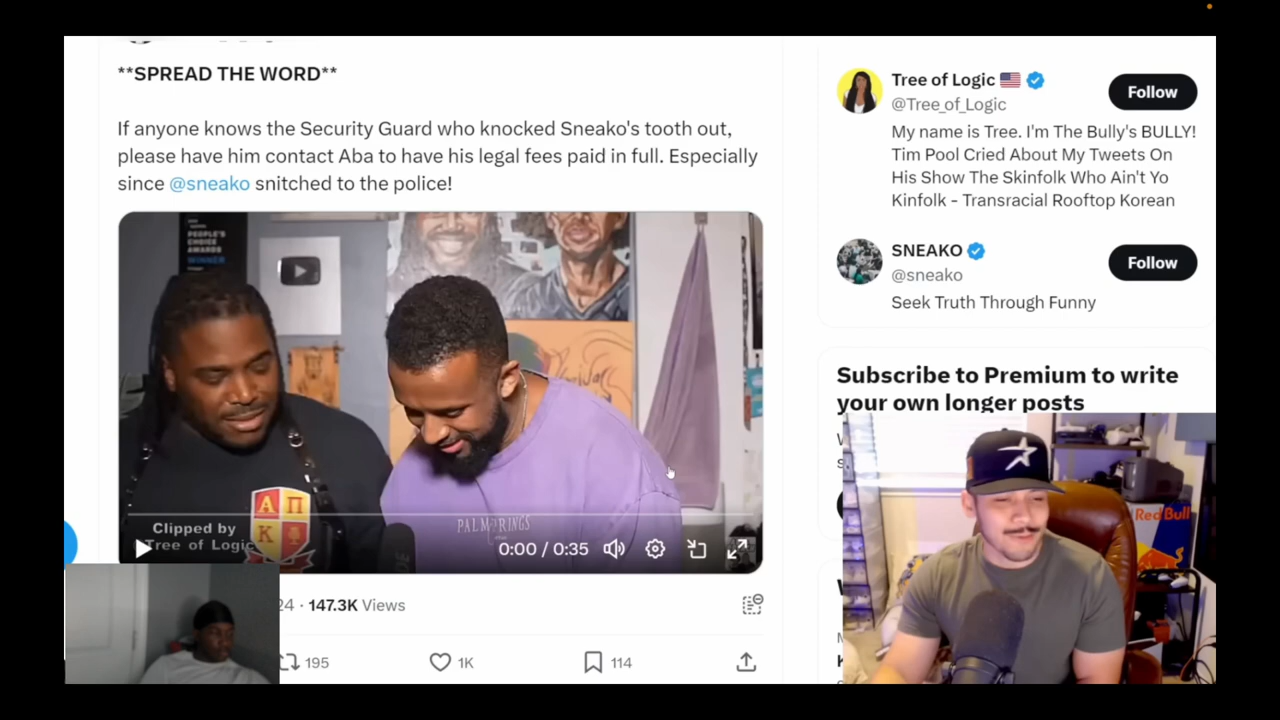 **SPREAD THE WORD**
If anyone knows the Security Guard who knocked Sneako's tooth out,
please have him contact Aba to have his legal fees paid in full. Especially
since @sneako snitched to the police!
PEOPLE'S
CHOICE
AWARDS
WINNER
Α Π
Κ Ω
PALM
Clipped by
Tree of Logic
0:00 / 0:35
24 · 147.3K Views
195
1K
114
Tree of Logic
Follow
@Tree_of_Logic
My name is Tree. I'm The Bully's BULLY!
Tim Pool Cried About My Tweets On
His Show The Skinfolk Who Ain't Yo
Kinfolk - Transracial Rooftop Korean
SNEAKO
Follow
@sneako
Seek Truth Through Funny
Subscribe to Premium to write
your own longer posts
Red Bull